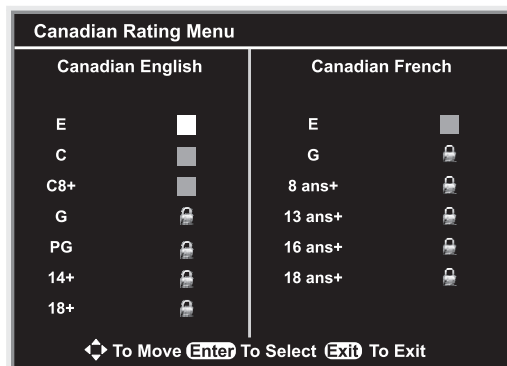 Canadian Rating Menu
Canadian English
E
C
C8+
G
PG
14+
18+
Canadian French
E
G
8 ans+
13 ans+
16 ans+
18 ans+
To Move Enter To Select Exit To Exit